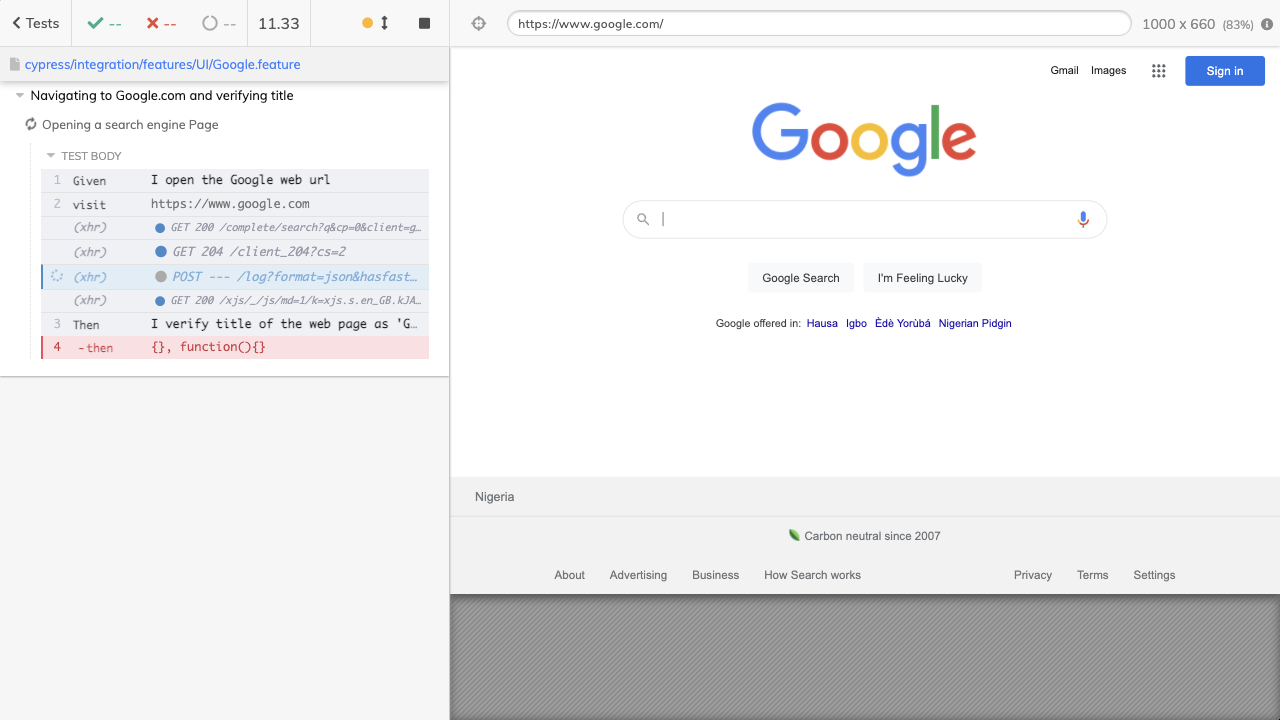 Tests -- -- -- 11.33
cypress/integration/features/UI/Google.feature
Navigating to Google.com and verifying title
Opening a search engine Page
TEST BODY
1 Given I open the Google web url
2 visit https://www.google.com
(xhr) GET 200 /complete/search?q&cp=0&client=g…
(xhr) GET 204 /client_204?cs=2
(xhr) POST --- /log?format=json&hasfast…
(xhr) GET 200 /xjs/_/js/md=1/k=xjs.s.en_GB.kJA…
3 Then I verify title of the web page as 'G…
4 -then {}, function(){}
https://www.google.com/ 1000 x 660 (83%)
Gmail Images Sign in
Google
Google Search I'm Feeling Lucky
Google offered in: Hausa Igbo Èdè Yorùbá Nigerian Pidgin
Nigeria
Carbon neutral since 2007
About Advertising Business How Search works Privacy Terms Settings